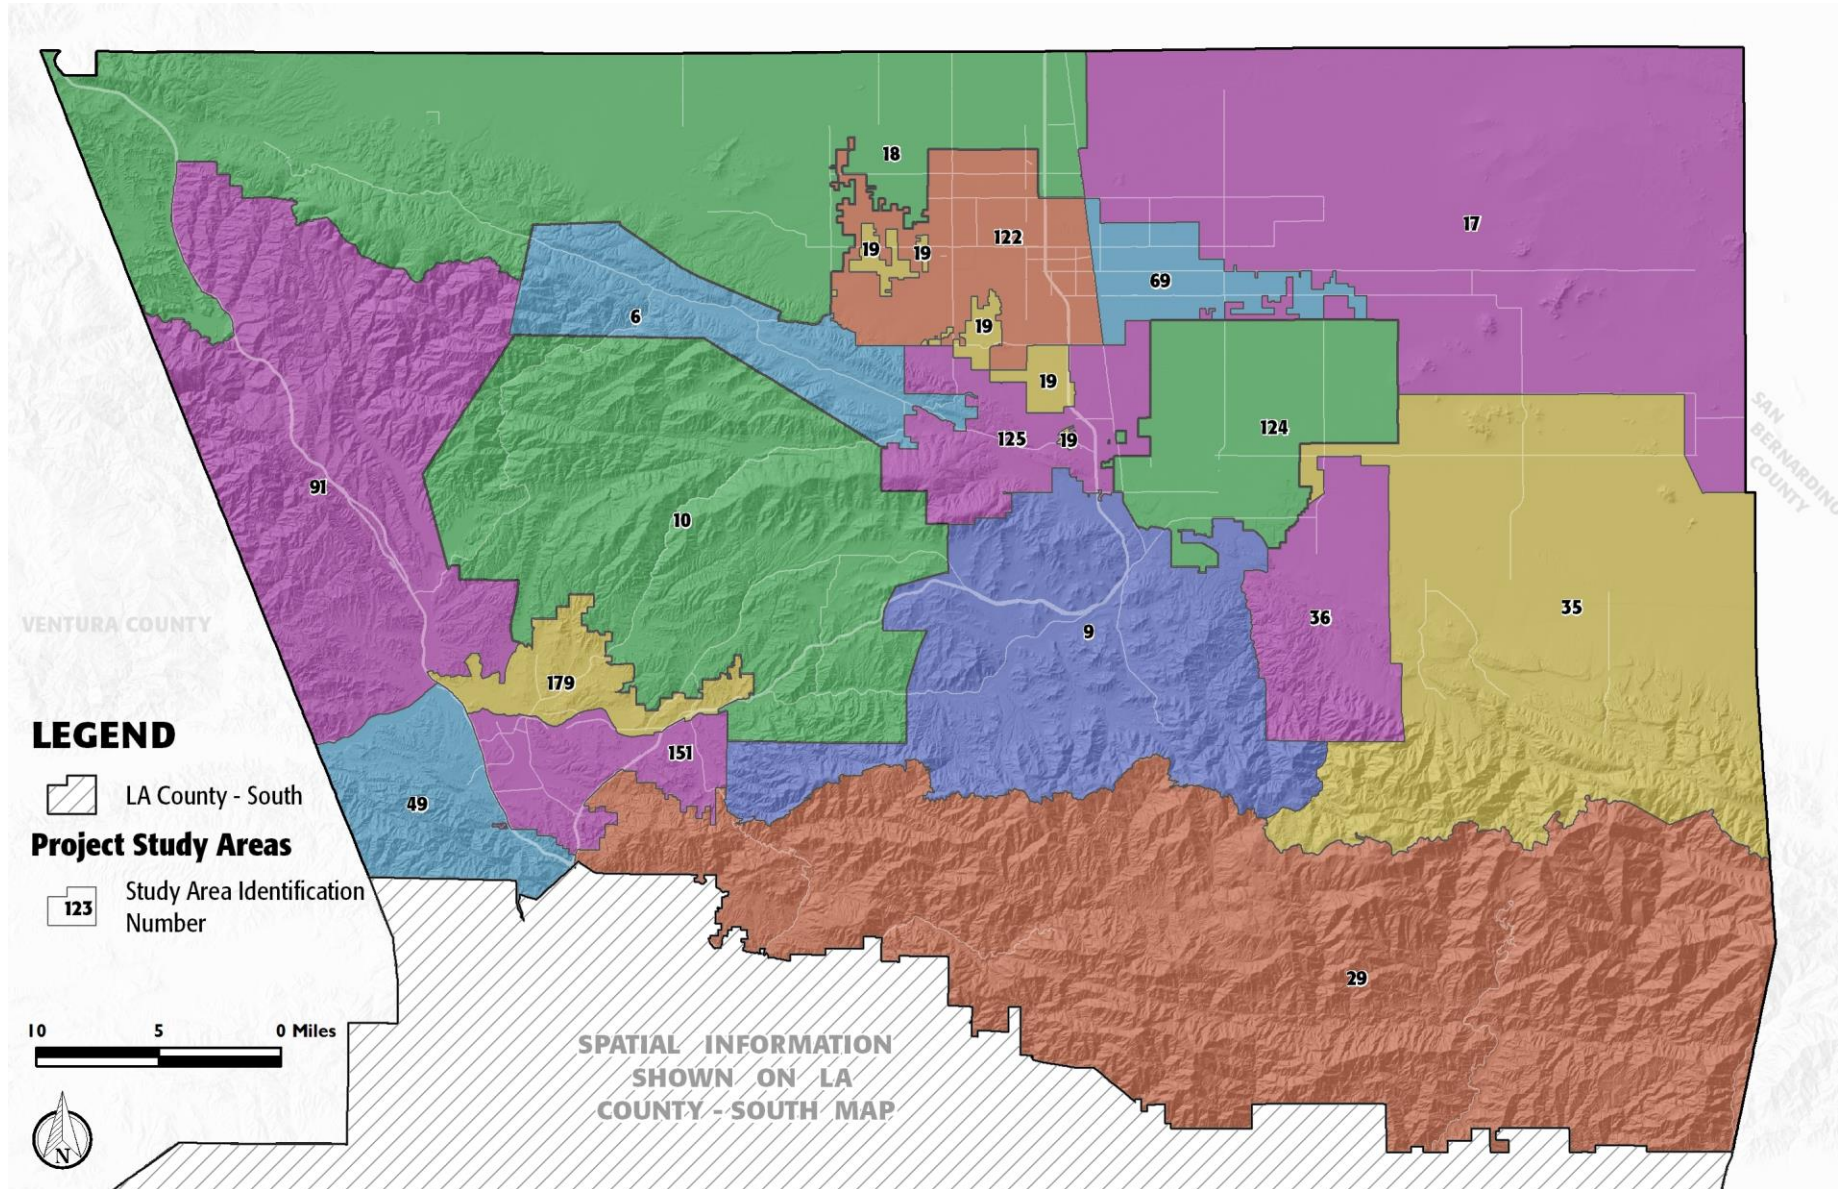 18
17
122
19
19
69
6
19
19
124
125
19
SAN
BERNARDINO
COUNTY
91
10
35
36
VENTURA COUNTY
9
179
LEGEND
151
LA County - South
49
Project Study Areas
123
Study Area Identification
Number
29
10 5 0 Miles
SPATIAL INFORMATION
SHOWN ON LA
COUNTY - SOUTH MAP
N